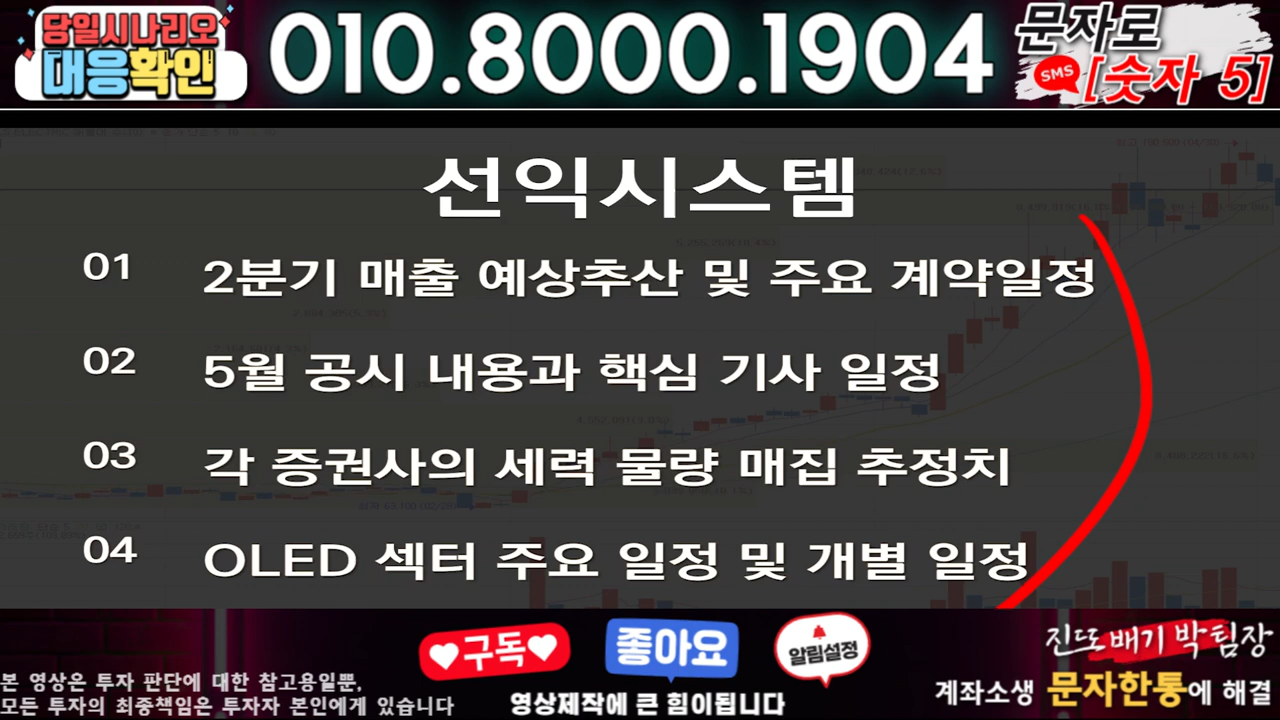 당일시나리오
대응확인
010.8000.1904
문자로
SMS
[숫자 5]
선익시스템
01 2분기 매출 예상추산 및 주요 계약일정
02 5월 공시 내용과 핵심 기사 일정
03 각 증권사의 세력 물량 매집 추정치
04 OLED 섹터 주요 일정 및 개별 일정
구독
좋아요
알림설정
영상제작에 큰 힘이됩니다
본 영상은 투자 판단에 대한 참고용일뿐,
모든 투자의 최종책임은 투자자 본인에게 있습니다
진또배기 박팀장
계좌소생 문자한통에 해결